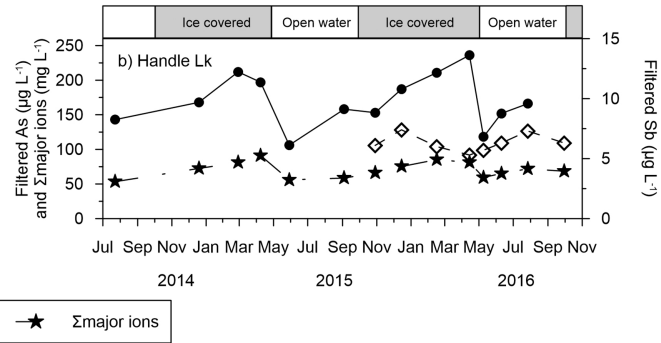 Ice covered Open water Ice covered Open water
b) Handle Lk
Filtered As (µg L-1)
and Σmajor ions (mg L-1)
250
200
150
100
50
0
15
10
5
0
Filtered Sb (µg L-1)
Jul Sep Nov Jan Mar May Jul Sep Nov Jan Mar May Jul Sep Nov
2014 2015 2016
Σmajor ions